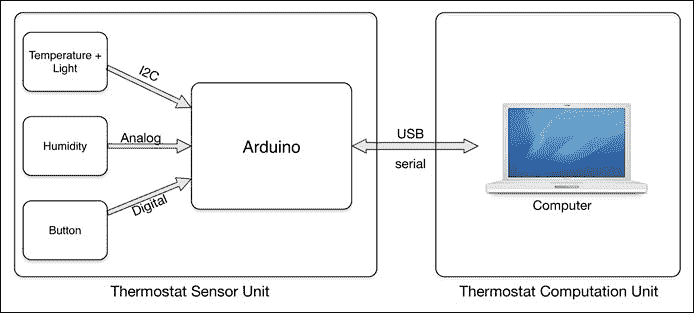 Temperature +
Light
I2C
Humidity
Analog
Arduino
USB
serial
Button
Digital
Computer
Thermostat Sensor Unit
Thermostat Computation Unit